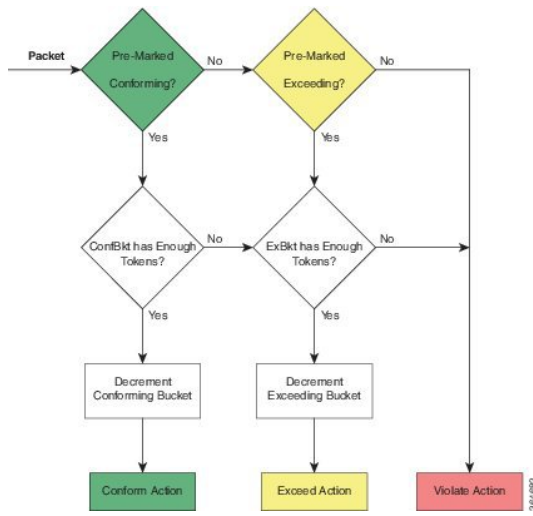 Packet
Pre-Marked
Conforming?
No
Pre-Marked
Exceeding?
No
Yes
Yes
ConfBkt has Enough
Tokens?
No
ExBkt has Enough
Tokens?
No
Yes
Yes
Decrement
Conforming Bucket
Decrement
Exceeding Bucket
Conform Action
Exceed Action
Violate Action